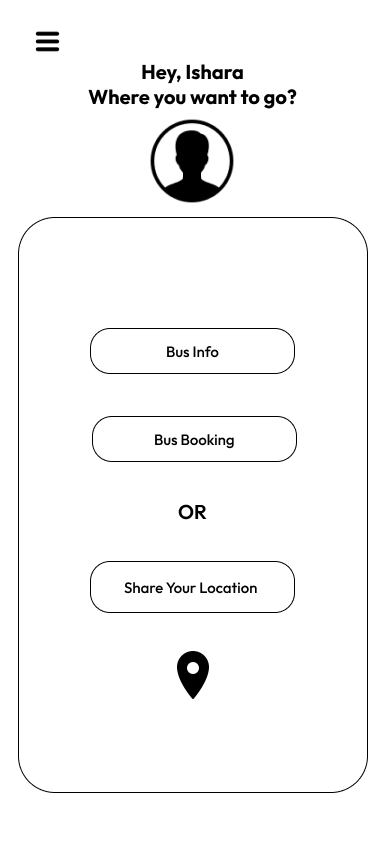 Hey, Ishara
Where you want to go?
Bus Info
Bus Booking
OR
Share Your Location